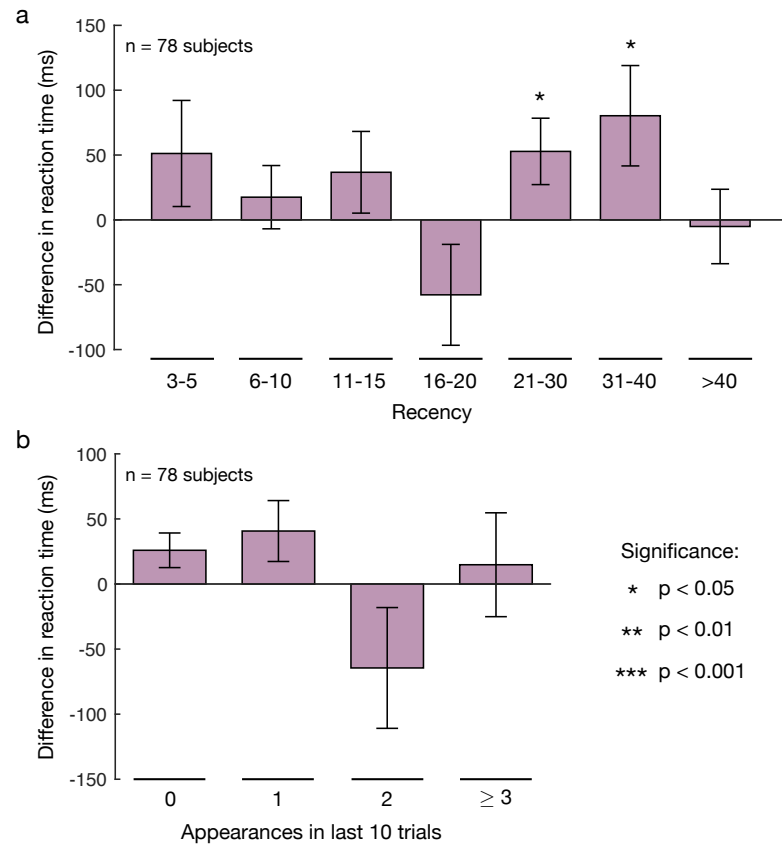 a
n = 78 subjects
Difference in reaction time (ms)
150
100
50
0
-50
-100
3-5 6-10 11-15 16-20 21-30 31-40 >40
* *
Recency
b
n = 78 subjects
Difference in reaction time (ms)
100
50
0
-50
-100
-150
0 1 2 ≥ 3
Appearances in last 10 trials
Significance:
* p < 0.05
** p < 0.01
*** p < 0.001